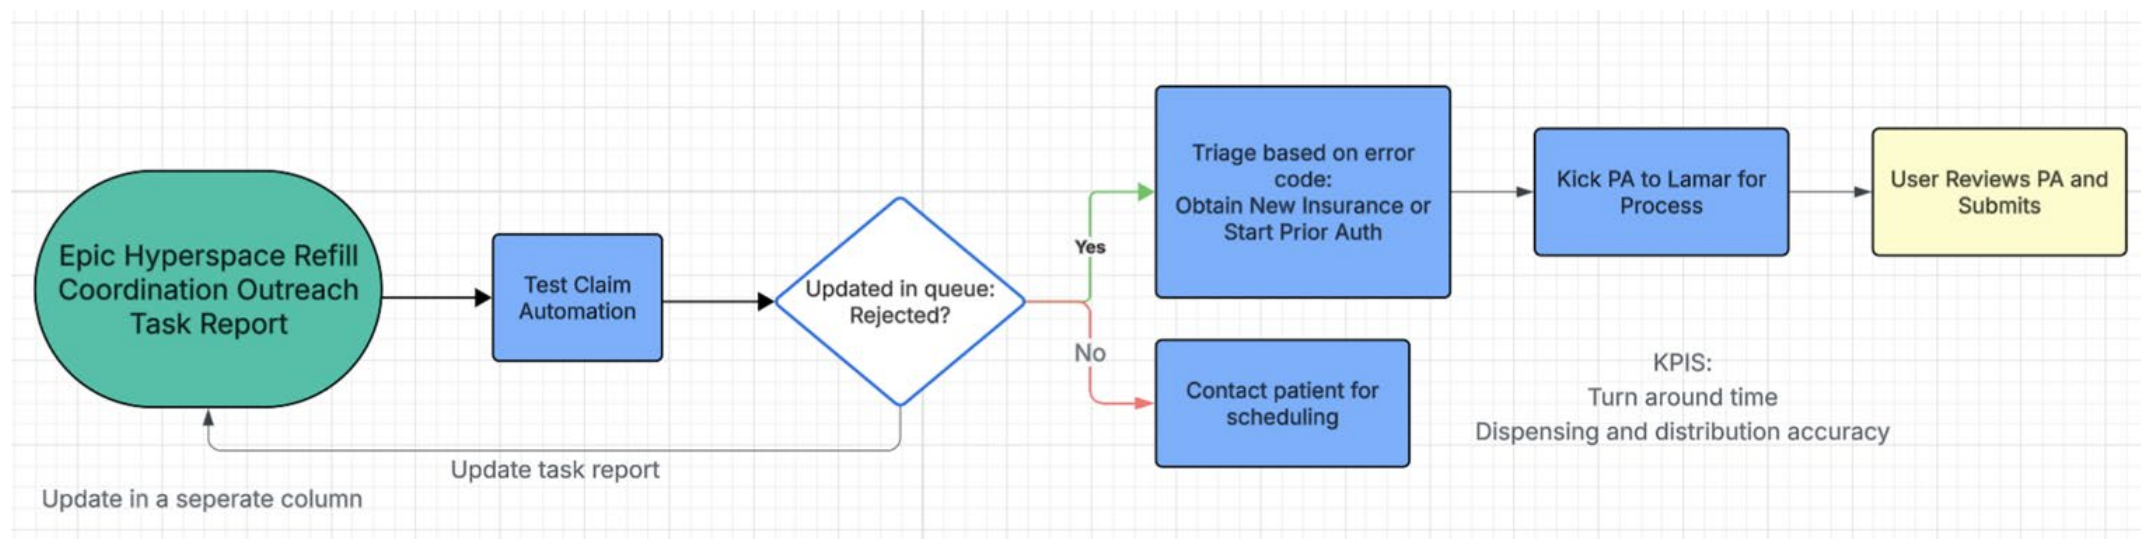 Epic Hyperspace Refill
Coordination Outreach
Task Report
Test Claim
Automation
Updated in queue:
Rejected?
Yes
No
Triage based on error
code:
Obtain New Insurance or
Start Prior Auth
Kick PA to Lamar for
Process
User Reviews PA and
Submits
Contact patient for
scheduling
KPIS:
Turn around time
Dispensing and distribution accuracy
Update task report
Update in a seperate column